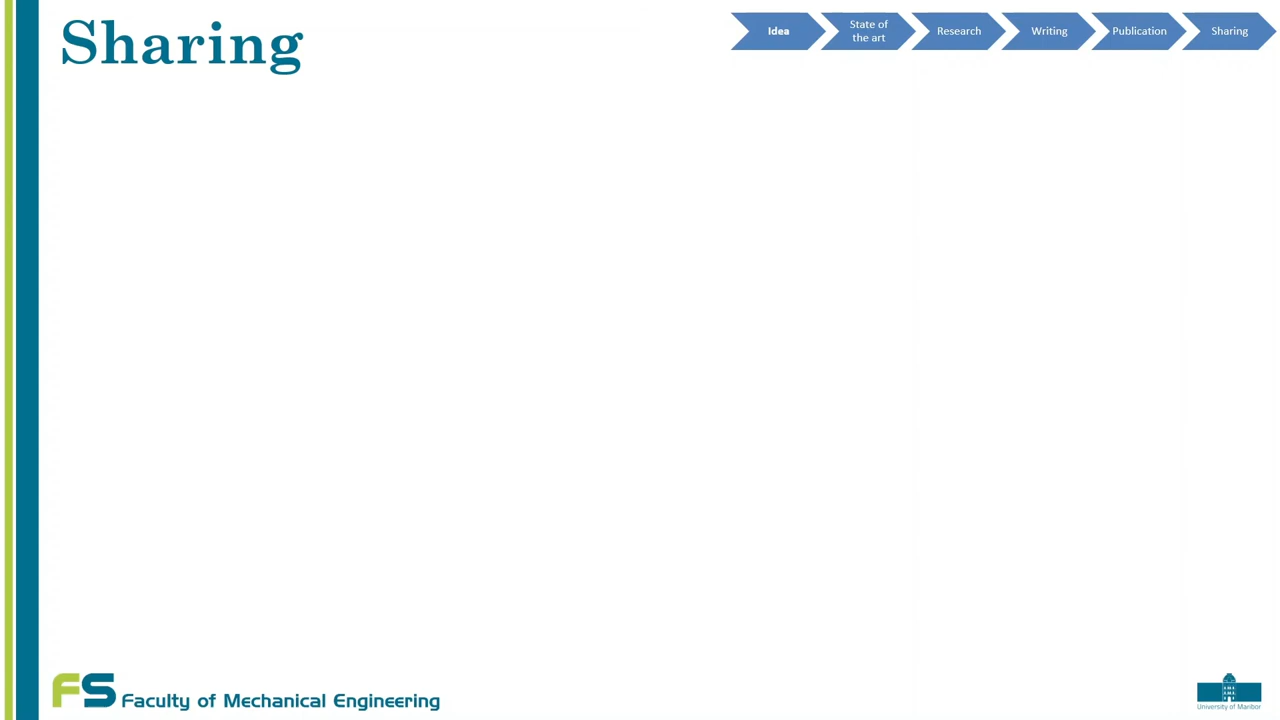 Sharing
Idea
State of
the art
Research
Writing
Publication
Sharing
FS Faculty of Mechanical Engineering
University of Maribor